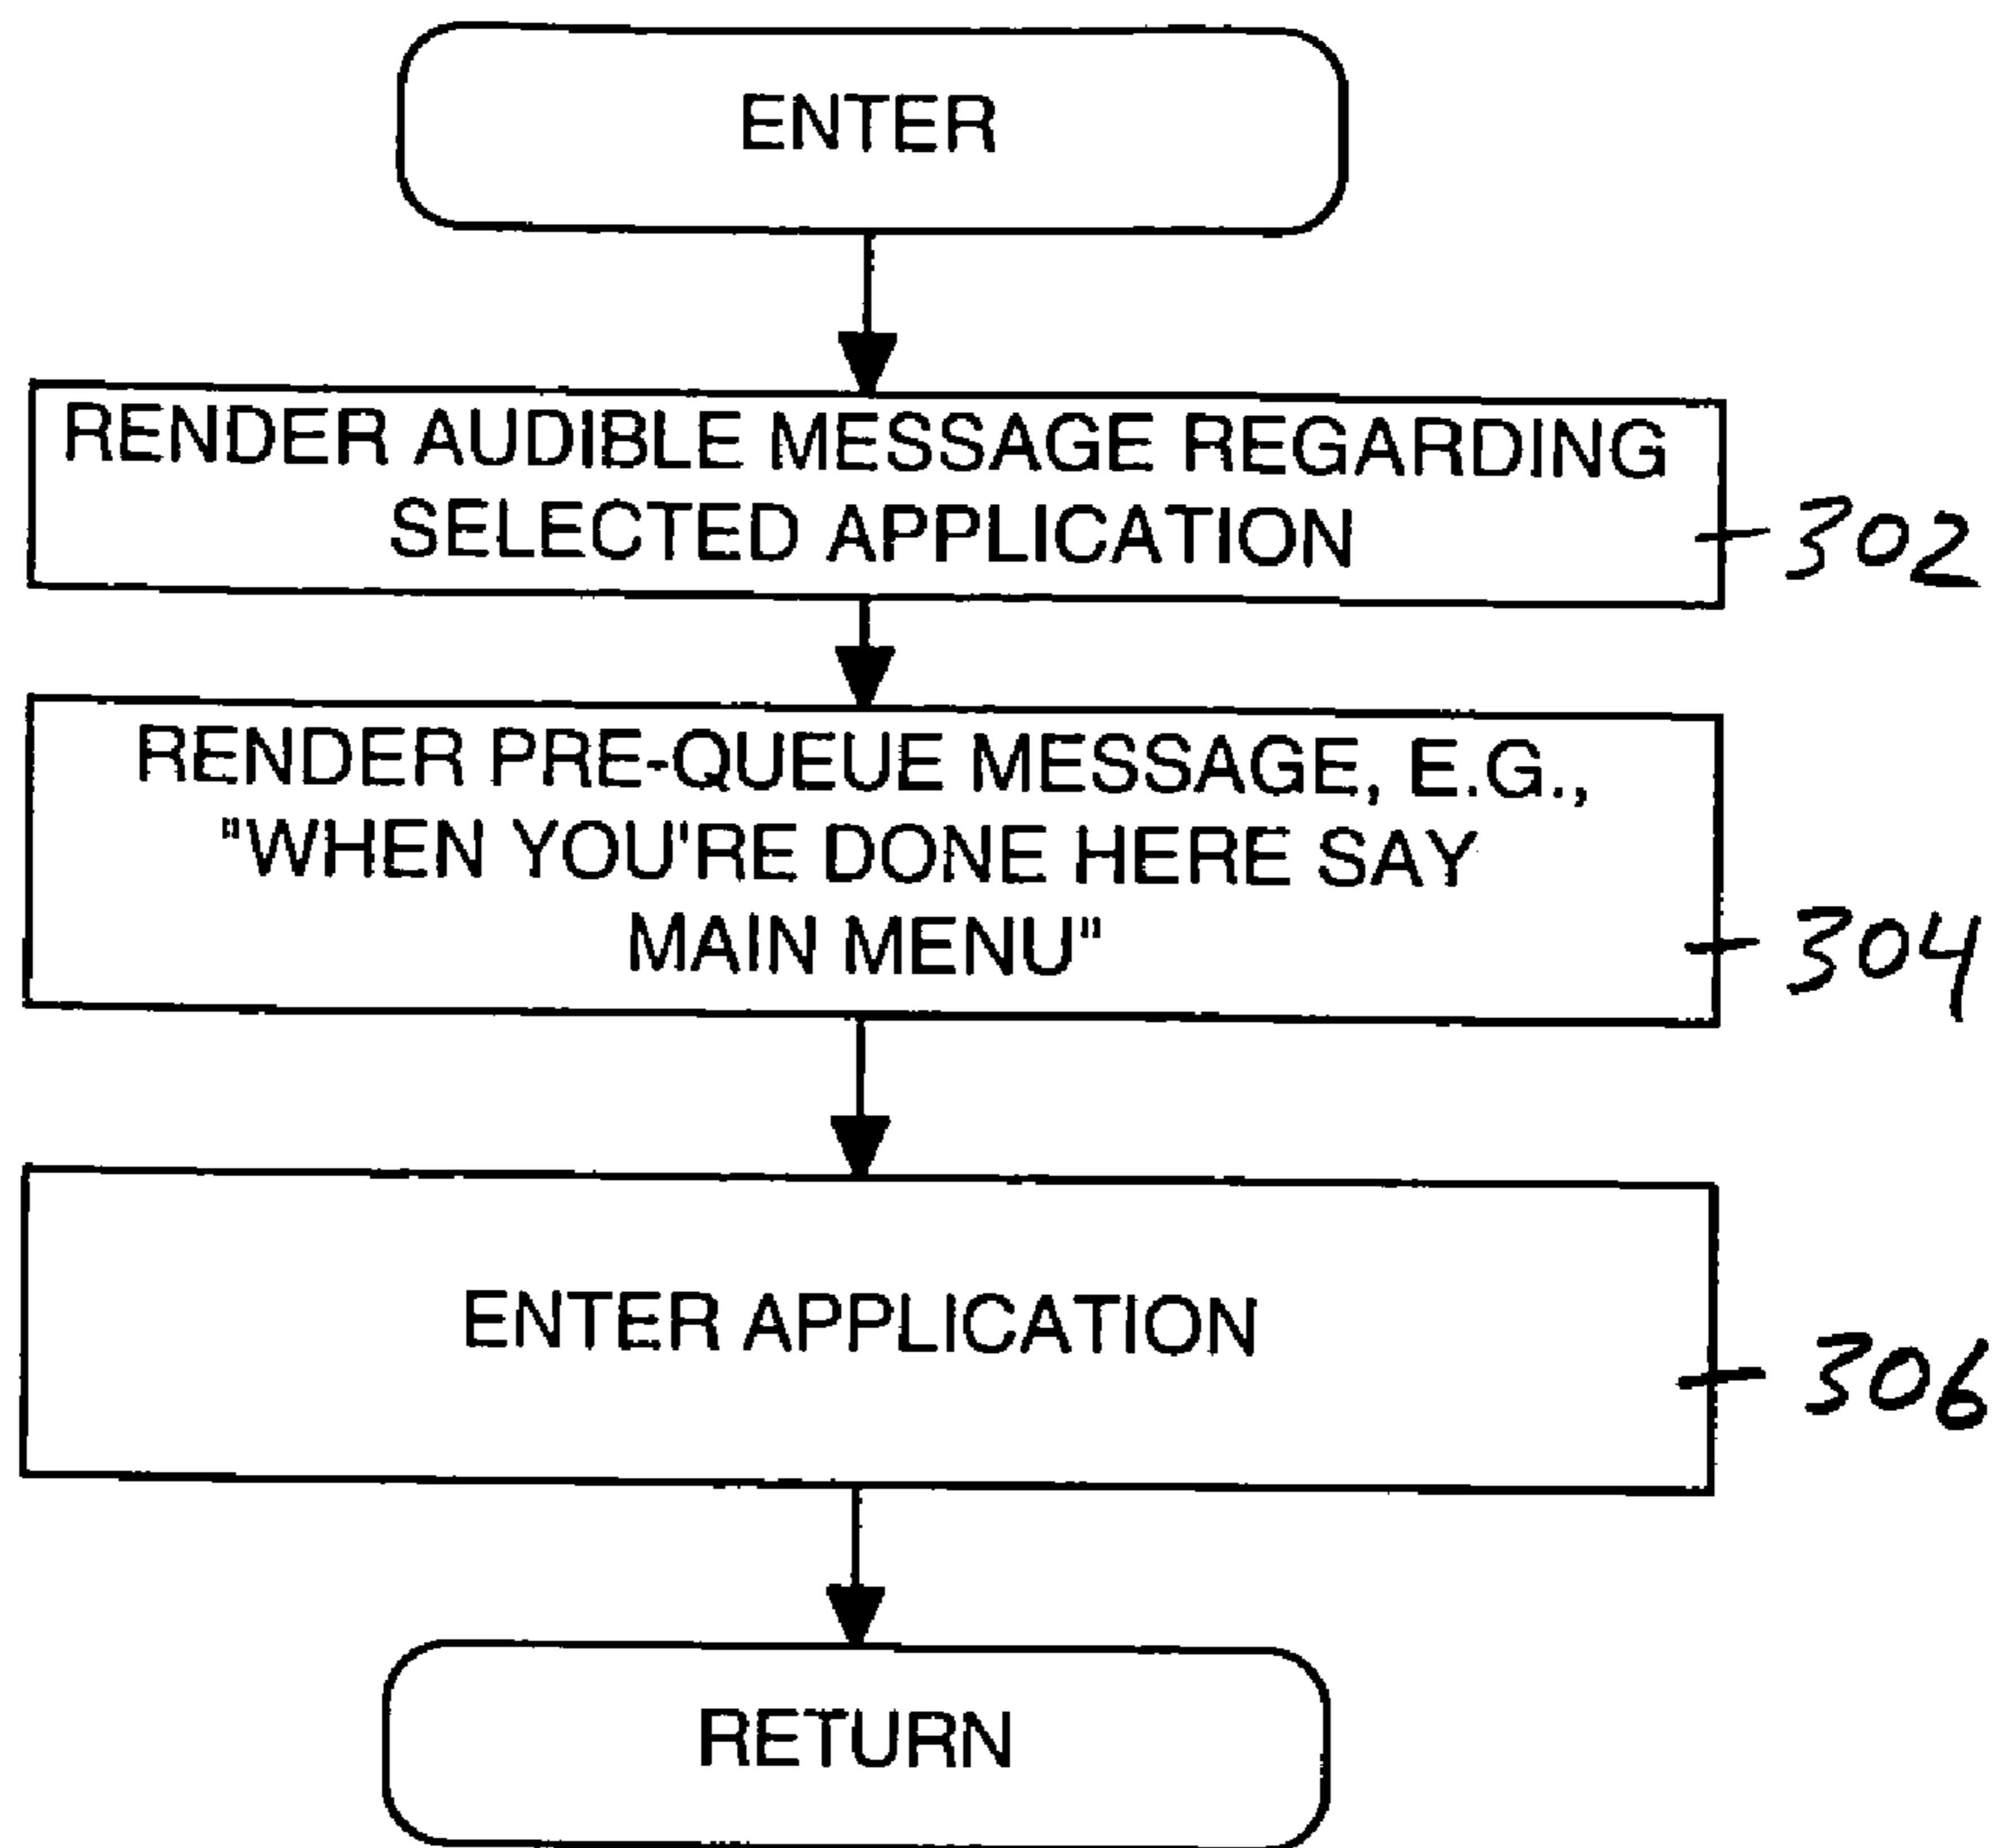 ENTER
RENDER AUDIBLE MESSAGE REGARDING
SELECTED APPLICATION
302
RENDER PRE-QUEUE MESSAGE, E.G.,
"WHEN YOU'RE DONE HERE SAY
MAIN MENU"
304
ENTER APPLICATION
306
RETURN